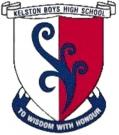 KELSTON BOYS HIGH SCHOOL
TO WISDOM WITH HONOUR